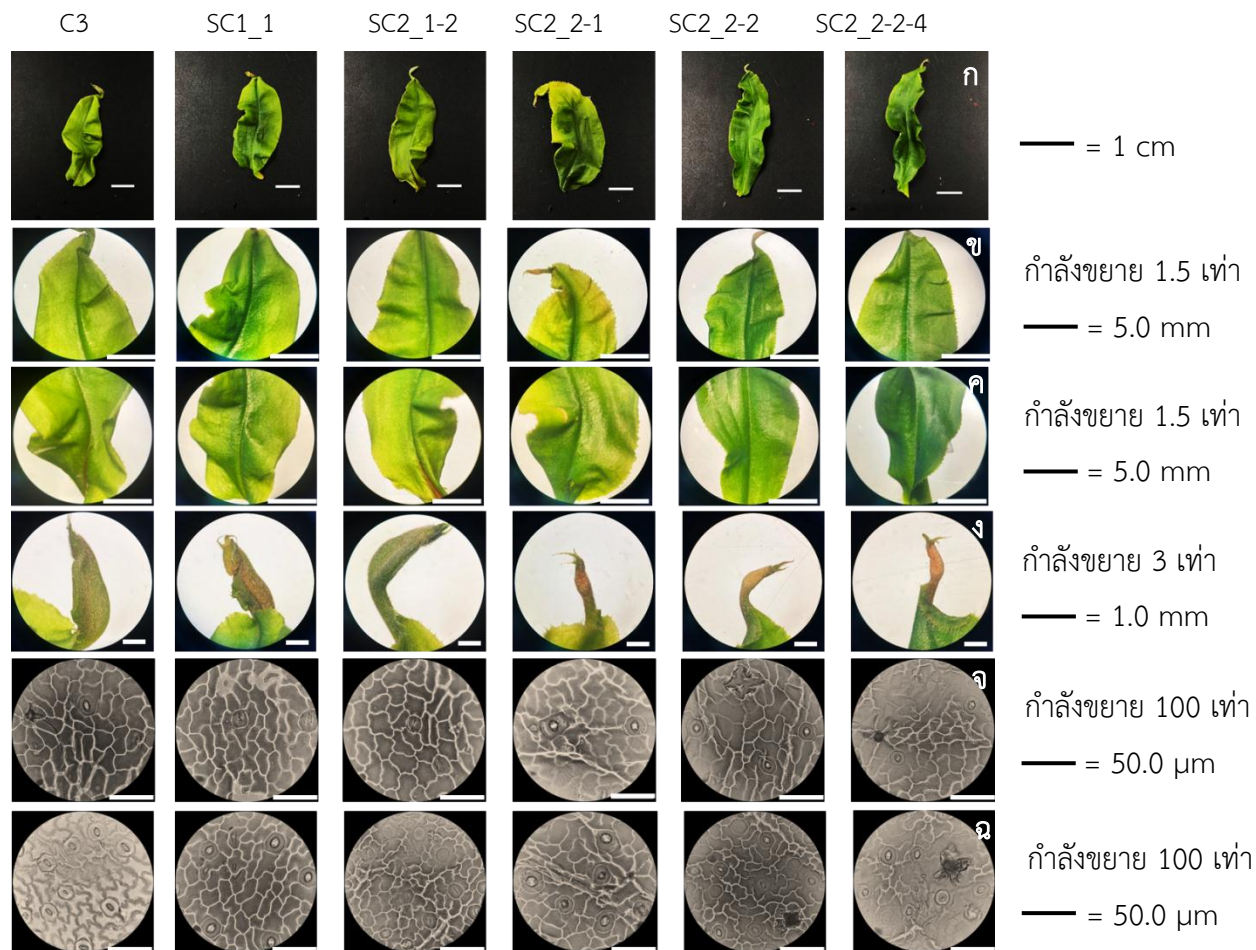 C3 SC1_1 SC2_1-2 SC2_2-1 SC2_2-2 SC2_2-2-4
ก
= 1 cm
ข
กำลังขยาย 1.5 เท่า
= 5.0 mm
ค
กำลังขยาย 1.5 เท่า
= 5.0 mm
ง
กำลังขยาย 3 เท่า
= 1.0 mm
จ
กำลังขยาย 100 เท่า
= 50.0 µm
ฉ
กำลังขยาย 100 เท่า
= 50.0 µm